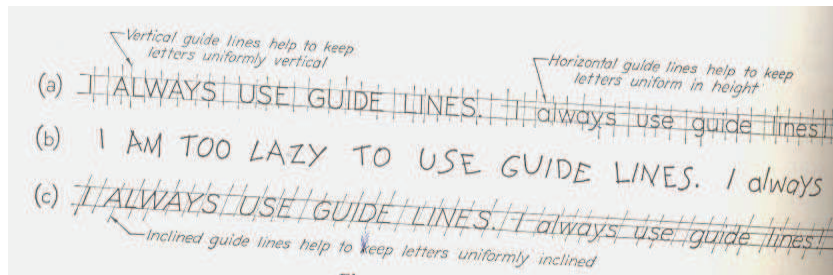 Vertical guide lines help to keep
letters uniformly vertical
Horizontal guide lines help to keep
letters uniform in height
(a) I ALWAYS USE GUIDE LINES. I always use guide lines!
(b) I AM TOO LAZY TO USE GUIDE LINES. I always
(c) I ALWAYS USE GUIDE LINES. I always use guide lines!
Inclined guide lines help to keep letters uniformly inclined